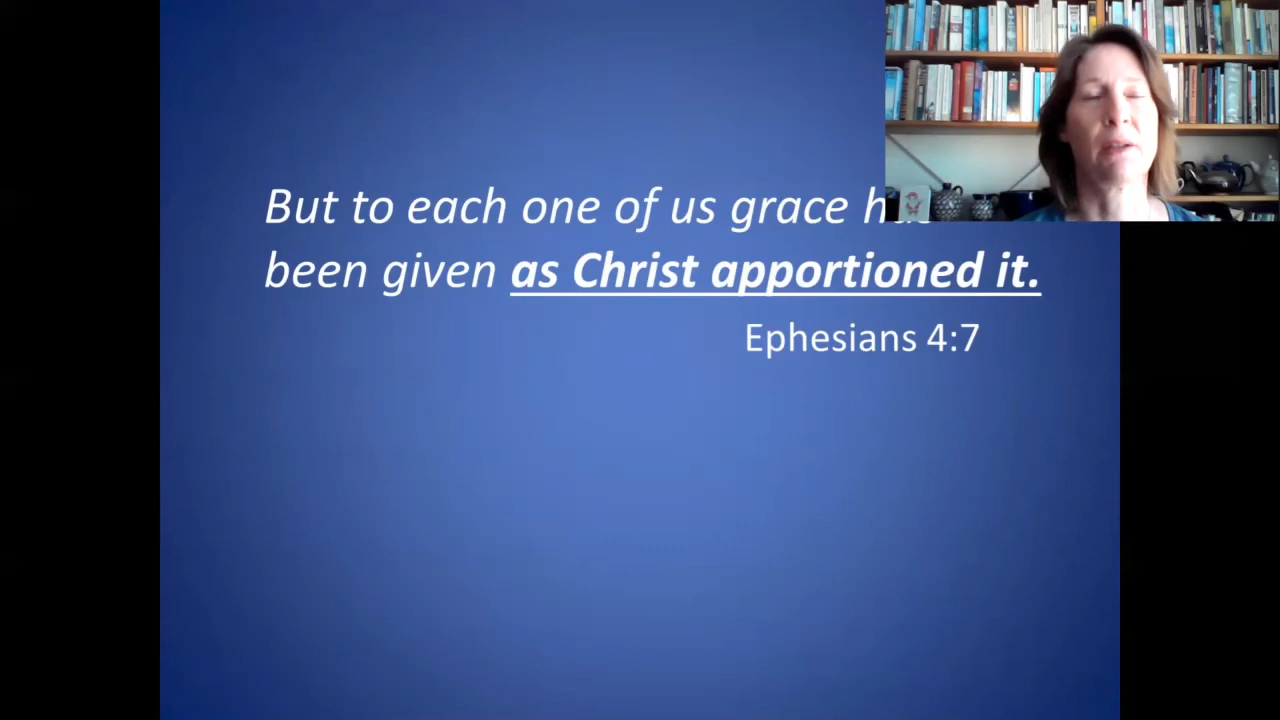 But to each one of us grace
been given as Christ apportioned it.
Ephesians 4:7